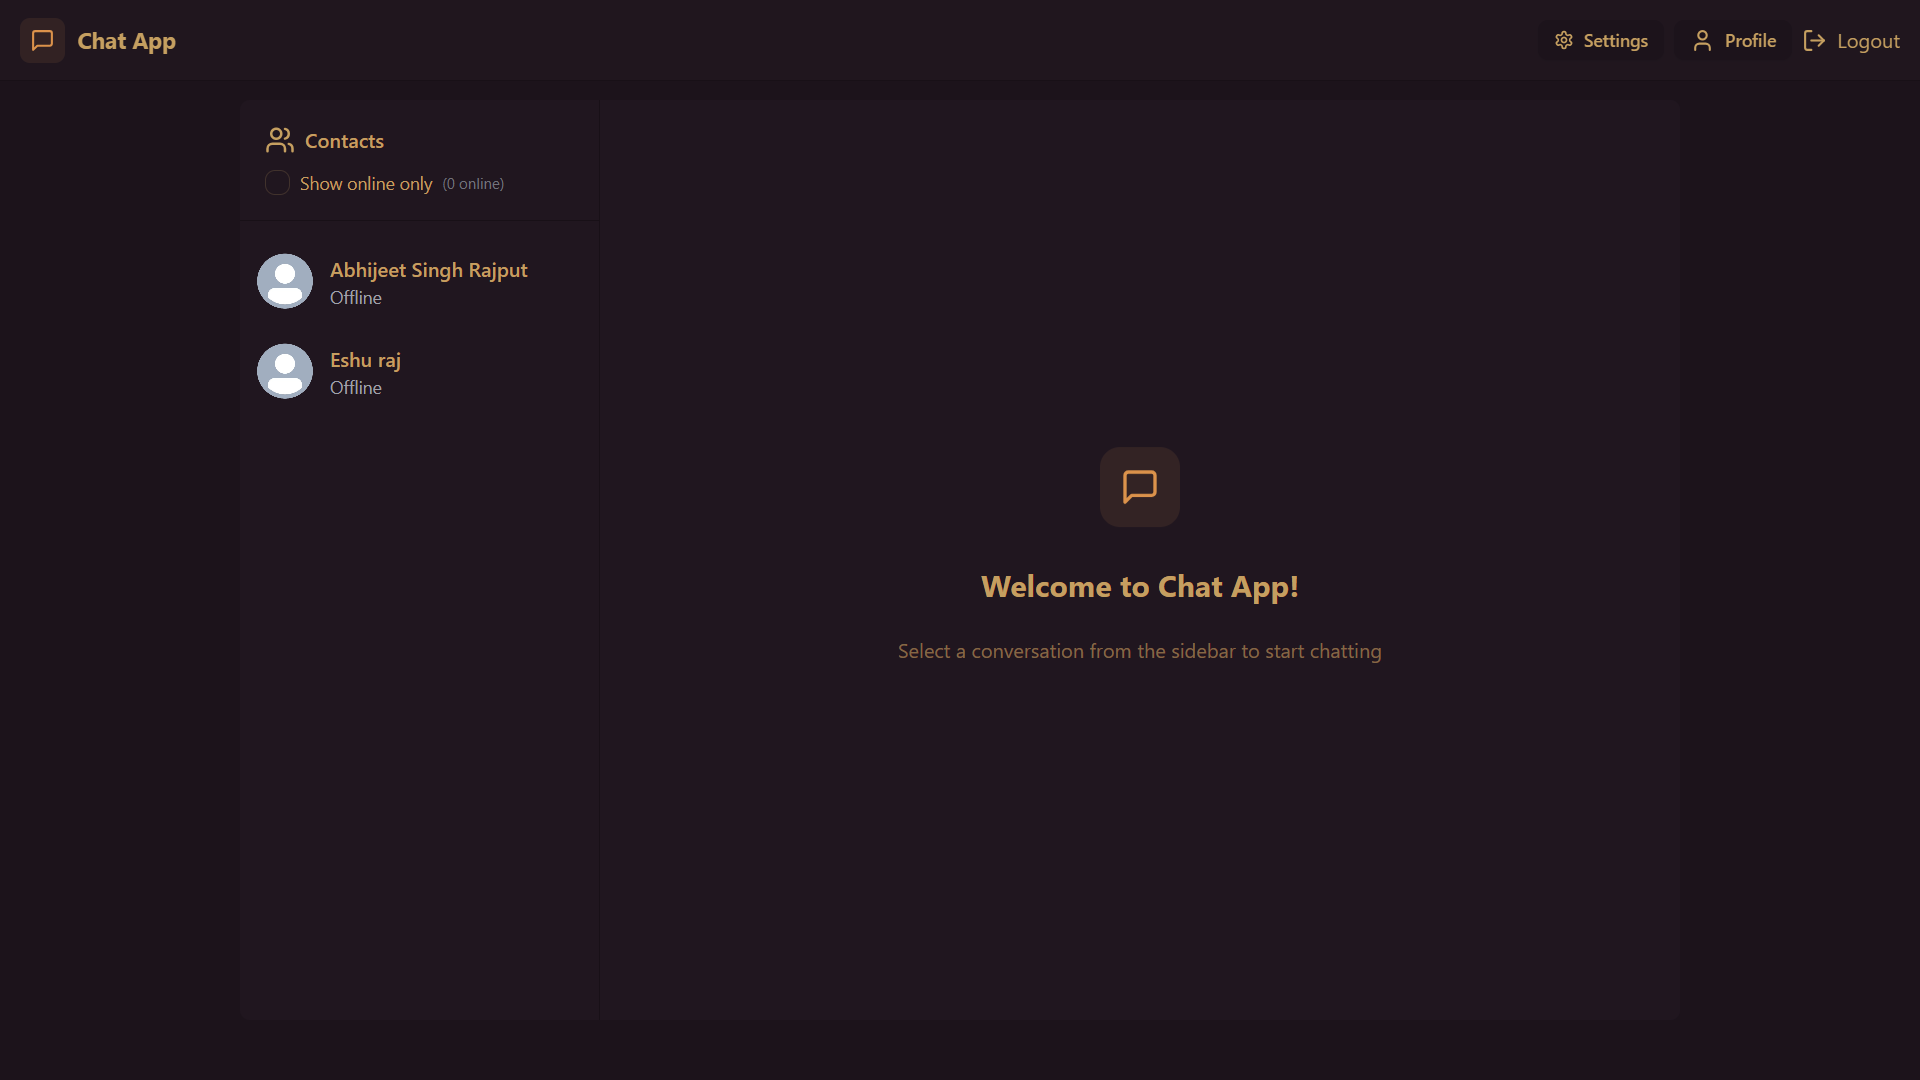 Chat App
Settings
Profile
Logout
Contacts
Show online only (0 online)
Abhijeet Singh Rajput
Offline
Eshu raj
Offline
Welcome to Chat App!
Select a conversation from the sidebar to start chatting